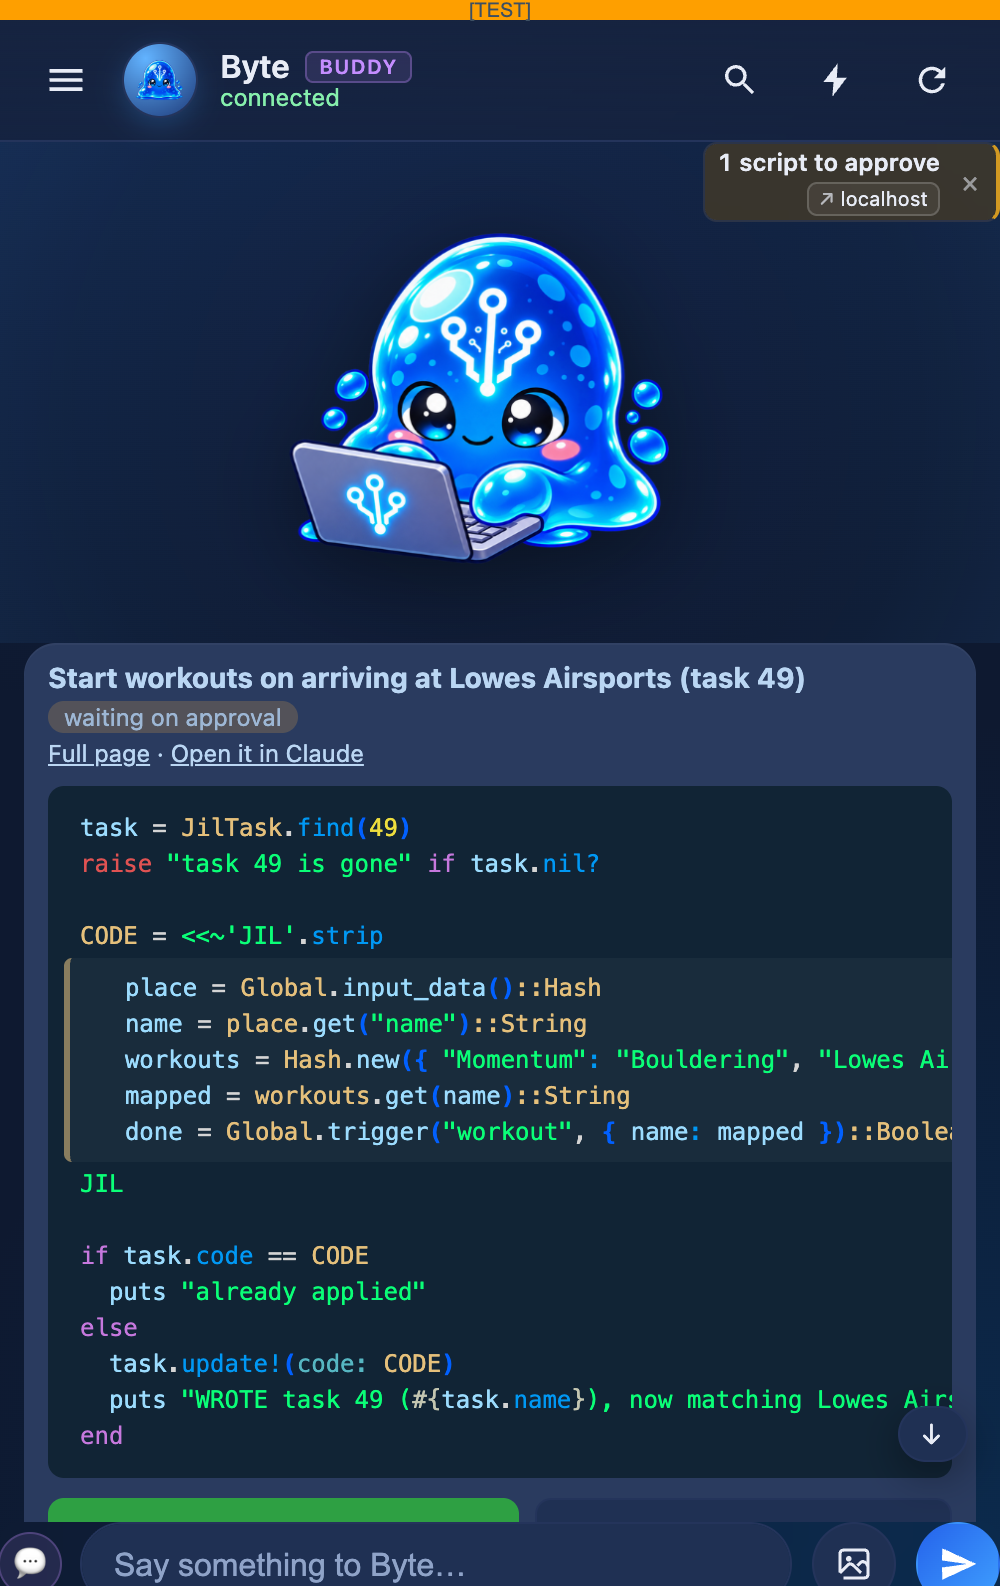 [TEST]
Byte BUDDY
connected
1 script to approve
↗ localhost ×
Start workouts on arriving at Lowes Airsports (task 49)
waiting on approval
Full page · Open it in Claude
task = JilTask.find(49)
raise "task 49 is gone" if task.nil?
CODE = <<~'JIL'.strip
place = Global.input_data()::Hash
name = place.get("name")::String
workouts = Hash.new({ "Momentum": "Bouldering", "Lowes Ai
mapped = workouts.get(name)::String
done = Global.trigger("workout", { name: mapped })::Boolea
JIL
if task.code == CODE
puts "already applied"
else
task.update!(code: CODE)
puts "WROTE task 49 (#{task.name}), now matching Lowes Airs
end
Say something to Byte…